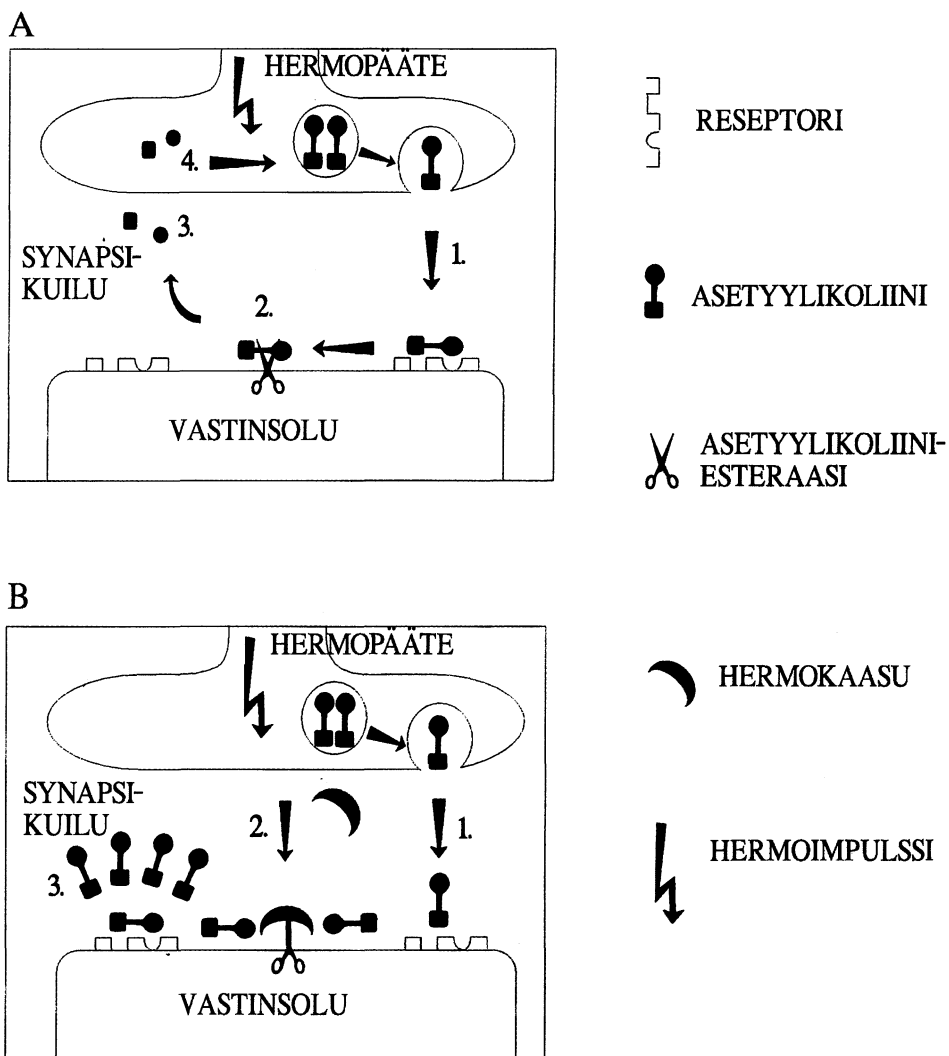 A
HERMOPÄÄTE
4.
3.
1.
SYNAPSI-
KUILU
2.
VASTINSOLU
RESEPTORI
ASETYYLIKOLIINI
ASETYYLIKOLIINI-
ESTERAASI
B
HERMOPÄÄTE
SYNAPSI-
KUILU
2.
1.
3.
VASTINSOLU
HERMOKAASU
HERMOIMPULSSI